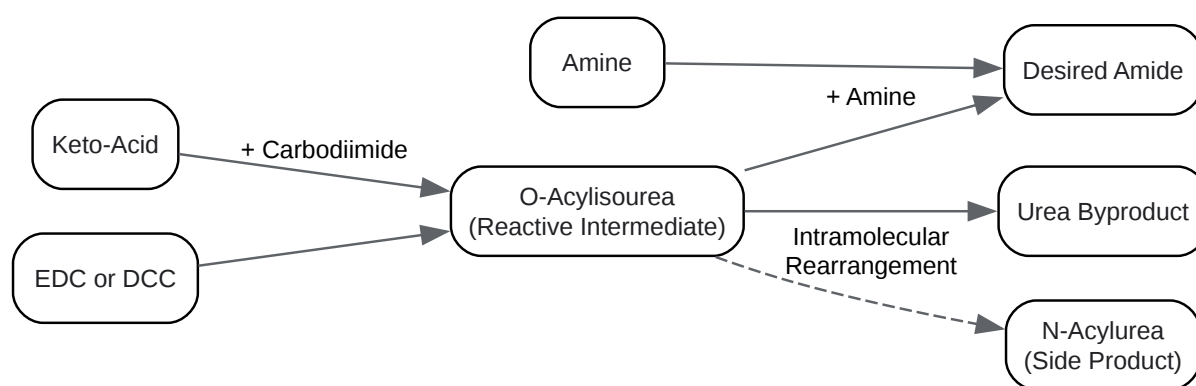 Amine
Desired Amide
+ Amine
Keto-Acid
+ Carbodiimide
O-Acylisourea
(Reactive Intermediate)
Urea Byproduct
Intramolecular
Rearrangement
EDC or DCC
N-Acylurea
(Side Product)